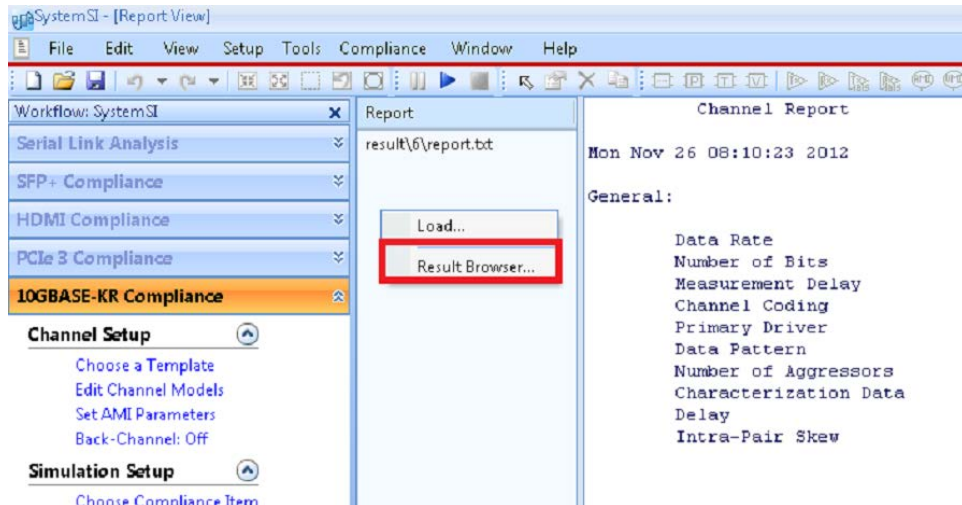 SystemSI - [Report View]
File Edit View Setup Tools Compliance Window Help
Workflow: SystemSI
Serial Link Analysis
SFP+ Compliance
HDMI Compliance
PCIe 3 Compliance
10GBASE-KR Compliance
Channel Setup
Choose a Template
Edit Channel Models
Set AMI Parameters
Back-Channel: Off
Simulation Setup
Choose Compliance Item
Report
result\6\report.txt
Load...
Result Browser...
Channel Report
Mon Nov 26 08:10:23 2012
General:
Data Rate
Number of Bits
Measurement Delay
Channel Coding
Primary Driver
Data Pattern
Number of Aggressors
Characterization Data
Delay
Intra-Pair Skew